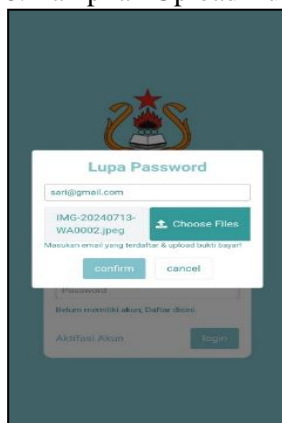 Lupa Password
sari@gmail.com
IMG-20240713-
WA0002.jpeg
Choose Files
Masukan email yang terdaftar & upload bukti bayar!
confirm
cancel
Password
Belum memiliki akun, Daftar disini.
Aktifasi Akun
login